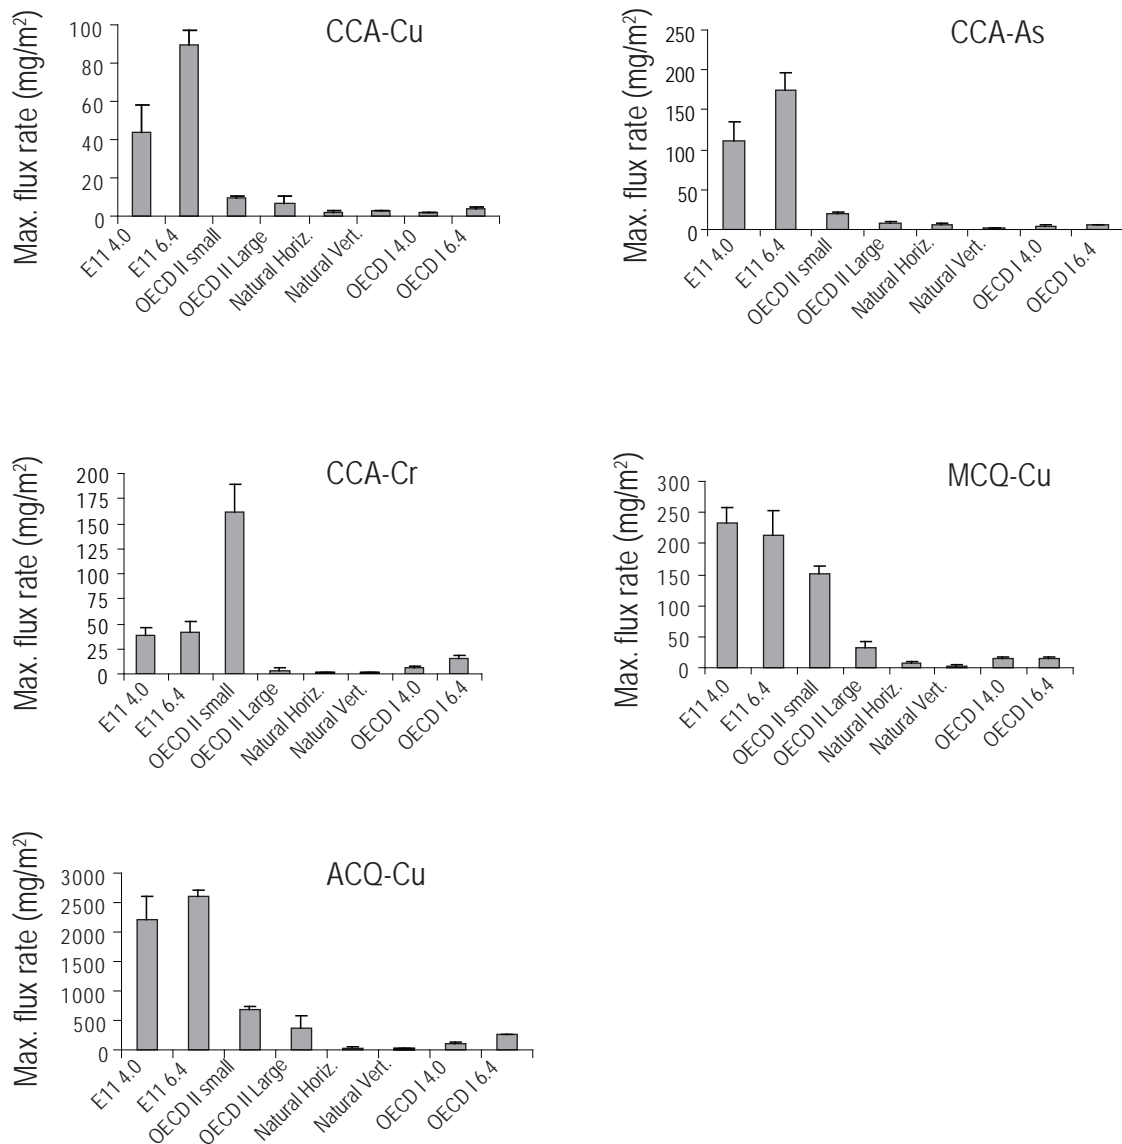 CCA-Cu
Max. flux rate (mg/m²)
100
80
60
40
20
0
E11 4.0
E11 6.4
OECD II small
OECD II Large
Natural Horiz.
Natural Vert.
OECD I 4.0
OECD I 6.4
CCA-As
Max. flux rate (mg/m²)
250
200
150
100
50
0
E11 4.0
E11 6.4
OECD II small
OECD II Large
Natural Horiz.
Natural Vert.
OECD I 4.0
OECD I 6.4
CCA-Cr
Max. flux rate (mg/m²)
200
175
150
125
100
75
50
25
0
E11 4.0
E11 6.4
OECD II small
OECD II Large
Natural Horiz.
Natural Vert.
OECD I 4.0
OECD I 6.4
MCQ-Cu
Max. flux rate (mg/m²)
300
250
200
150
100
50
0
E11 4.0
E11 6.4
OECD II small
OECD II Large
Natural Horiz.
Natural Vert.
OECD I 4.0
OECD I 6.4
ACQ-Cu
Max. flux rate (mg/m²)
3000
2500
2000
1500
1000
500
0
E11 4.0
E11 6.4
OECD II small
OECD II Large
Natural Horiz.
Natural Vert.
OECD I 4.0
OECD I 6.4